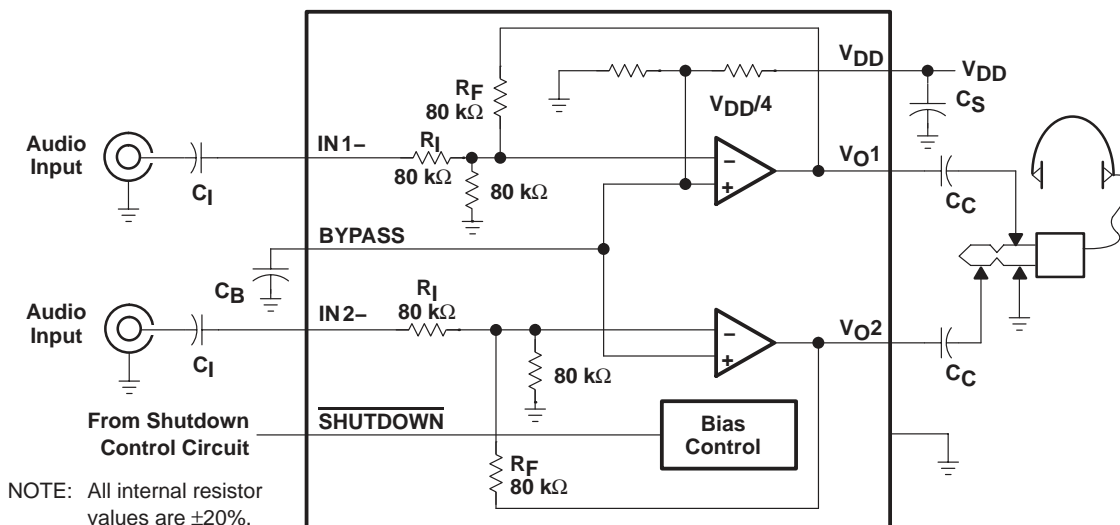 VDD
VDD
CS
RF
80 kΩ
VDD/4
Audio
Input
CI
IN1–
RI
80 kΩ
80 kΩ
–
+
VO1
CC
BYPASS
CB
Audio
Input
CI
IN2–
RI
80 kΩ
80 kΩ
–
+
VO2
CC
From Shutdown
Control Circuit
SHUTDOWN
Bias
Control
RF
80 kΩ
NOTE: All internal resistor
values are ±20%.